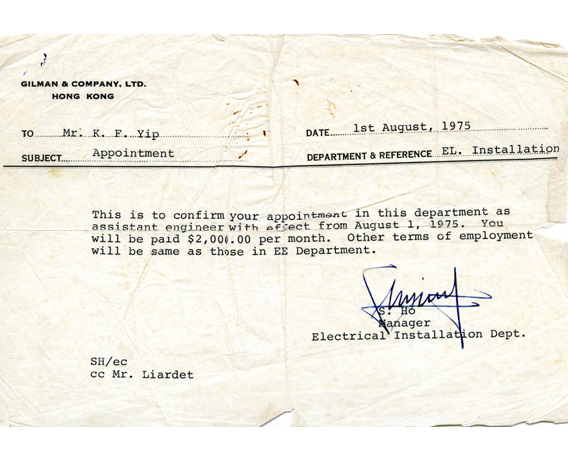 GILMAN & COMPANY, LTD.
HONG KONG
TO Mr. K. F. Yip
DATE 1st August, 1975
SUBJECT Appointment
DEPARTMENT & REFERENCE EL. Installation
This is to confirm your appointment in this department as
assistant engineer with effect from August 1, 1975. You
will be paid $2,000.00 per month. Other terms of employment
will be same as those in EE Department.
S. Ho
Manager
Electrical Installation Dept.
SH/ec
cc Mr. Liardet